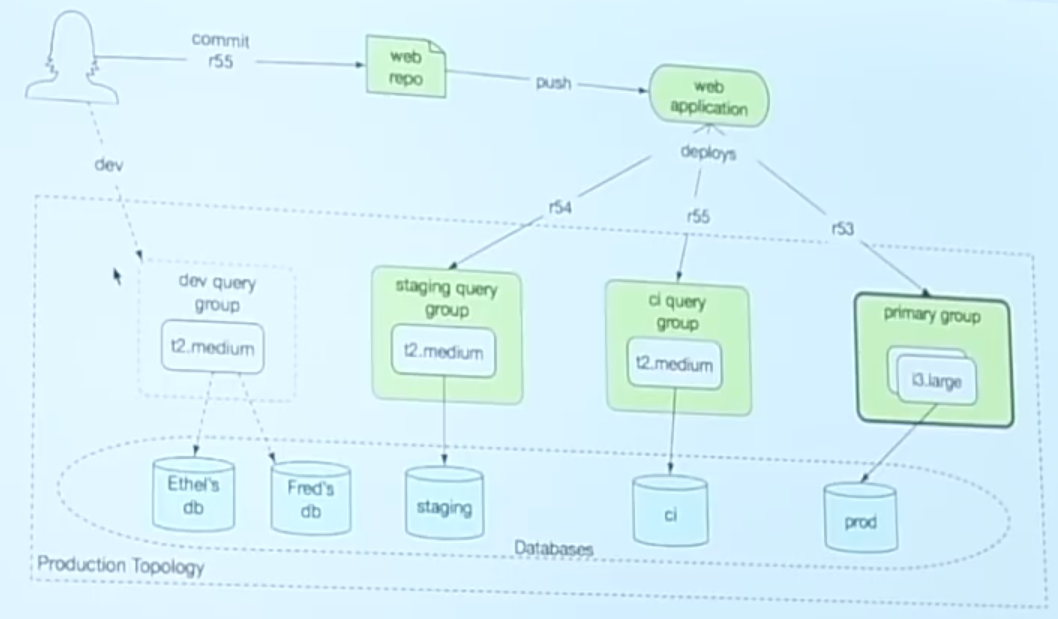 commit
r55
web
repo
push
web
application
deploys
dev
r54
r55
r53
dev query
group
t2.medium
staging query
group
t2.medium
ci query
group
t2.medium
primary group
i3.large
Ethel's
db
Fred's
db
staging
ci
prod
Databases
Production Topology